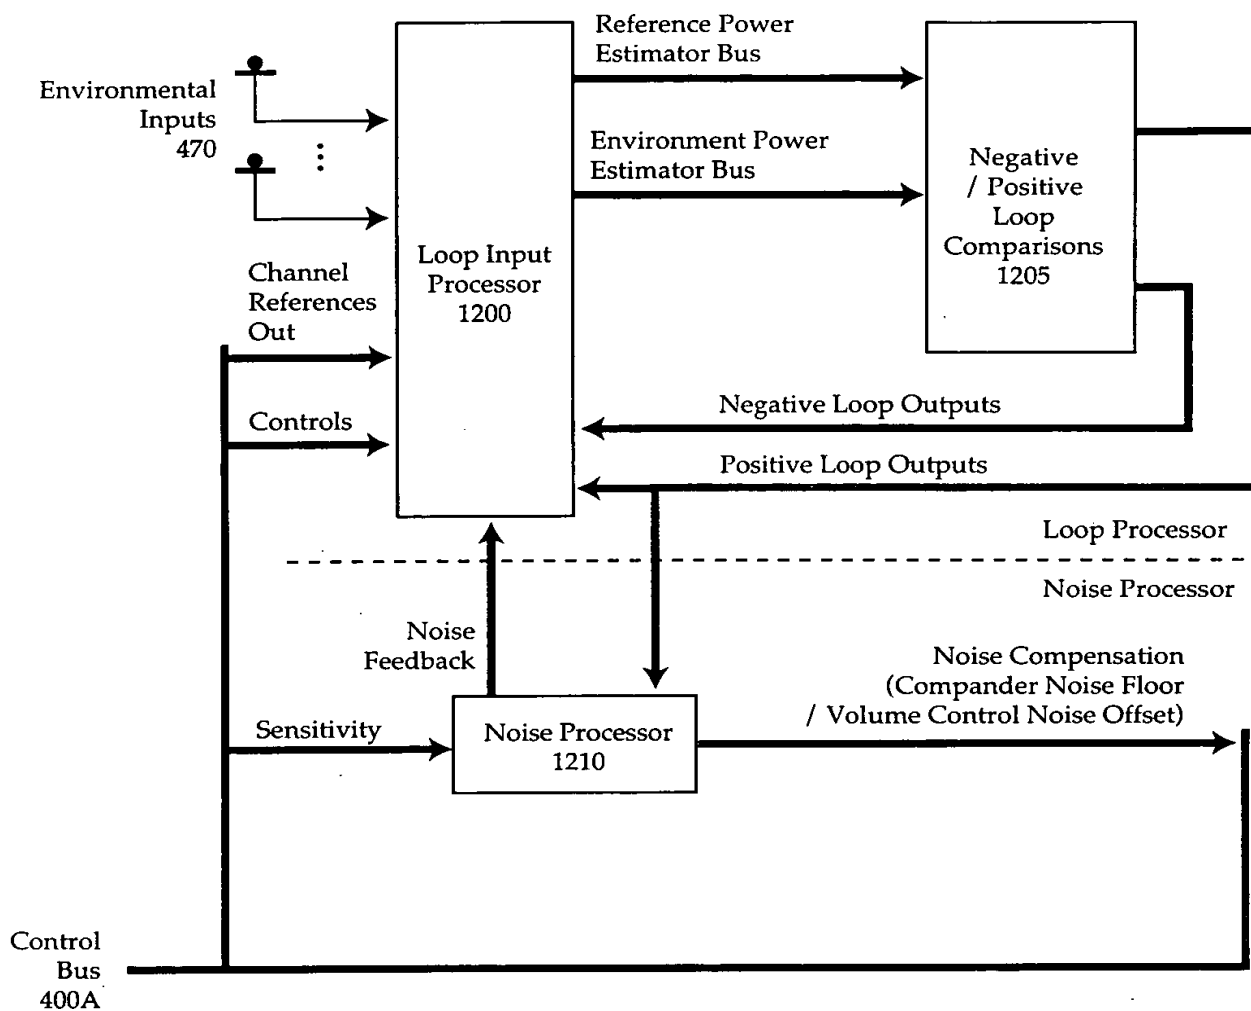 Reference Power
Estimator Bus
Environmental
Inputs
470
Environment Power
Estimator Bus
Negative
/ Positive
Loop
Comparisons
1205
Loop Input
Processor
1200
Channel
References
Out
Controls
Negative Loop Outputs
Positive Loop Outputs
Loop Processor
Noise Processor
Noise
Feedback
Noise Compensation
(Compander Noise Floor
/ Volume Control Noise Offset)
Sensitivity
Noise Processor
1210
Control
Bus
400A